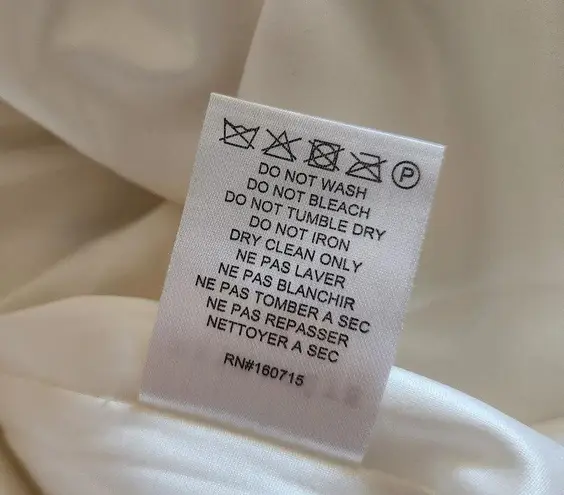 P
DO NOT WASH
DO NOT BLEACH
DO NOT TUMBLE DRY
DO NOT IRON
DRY CLEAN ONLY
NE PAS LAVER
NE PAS BLANCHIR
NE PAS TOMBER A SEC
NE PAS REPASSER
NETTOYER A SEC
RN#160715